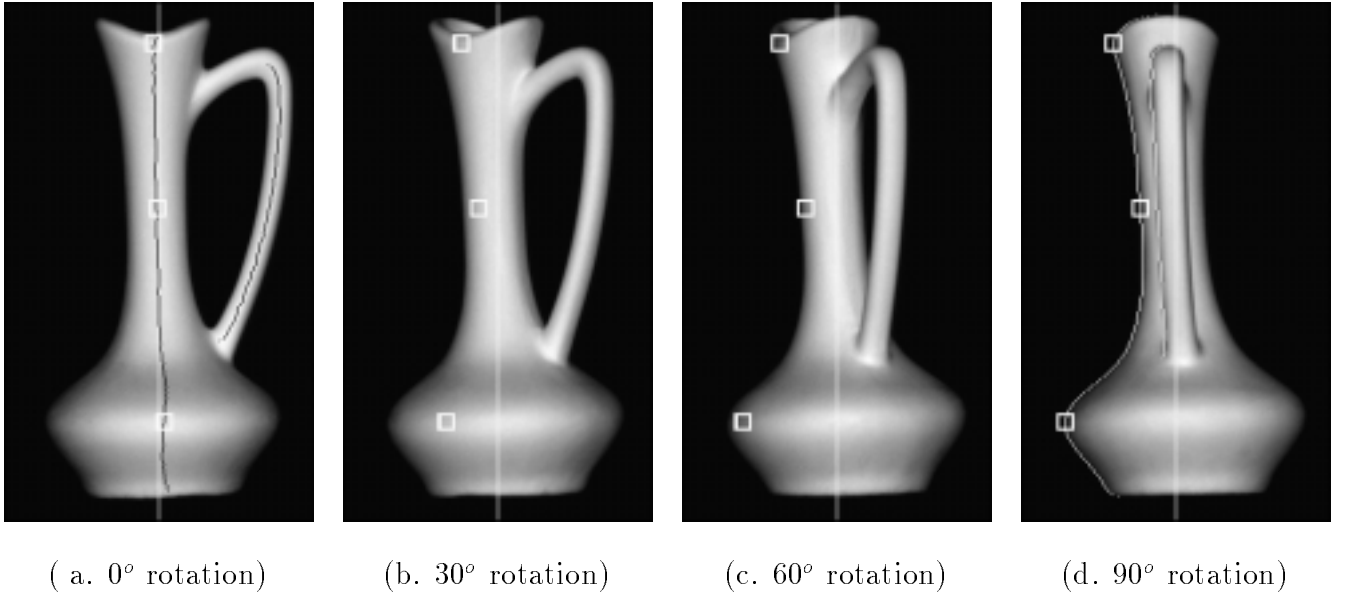 ( a. 0° rotation)
(b. 30° rotation)
(c. 60° rotation)
(d. 90° rotation)